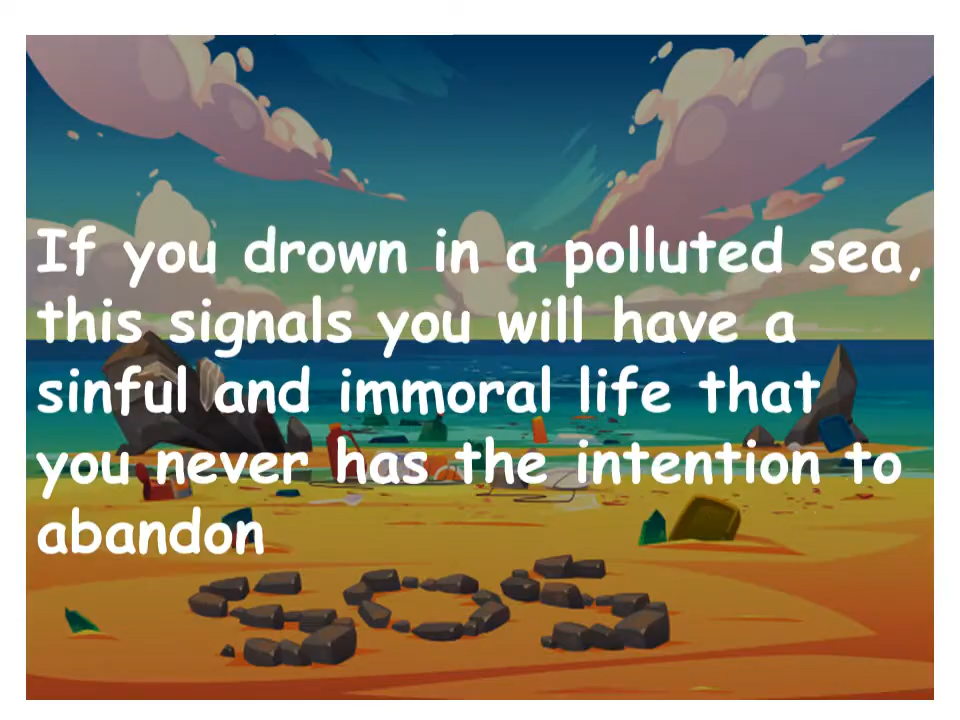 If you drown in a polluted sea,
this signals you will have a
sinful and immoral life that
you never has the intention to
abandon
SOS